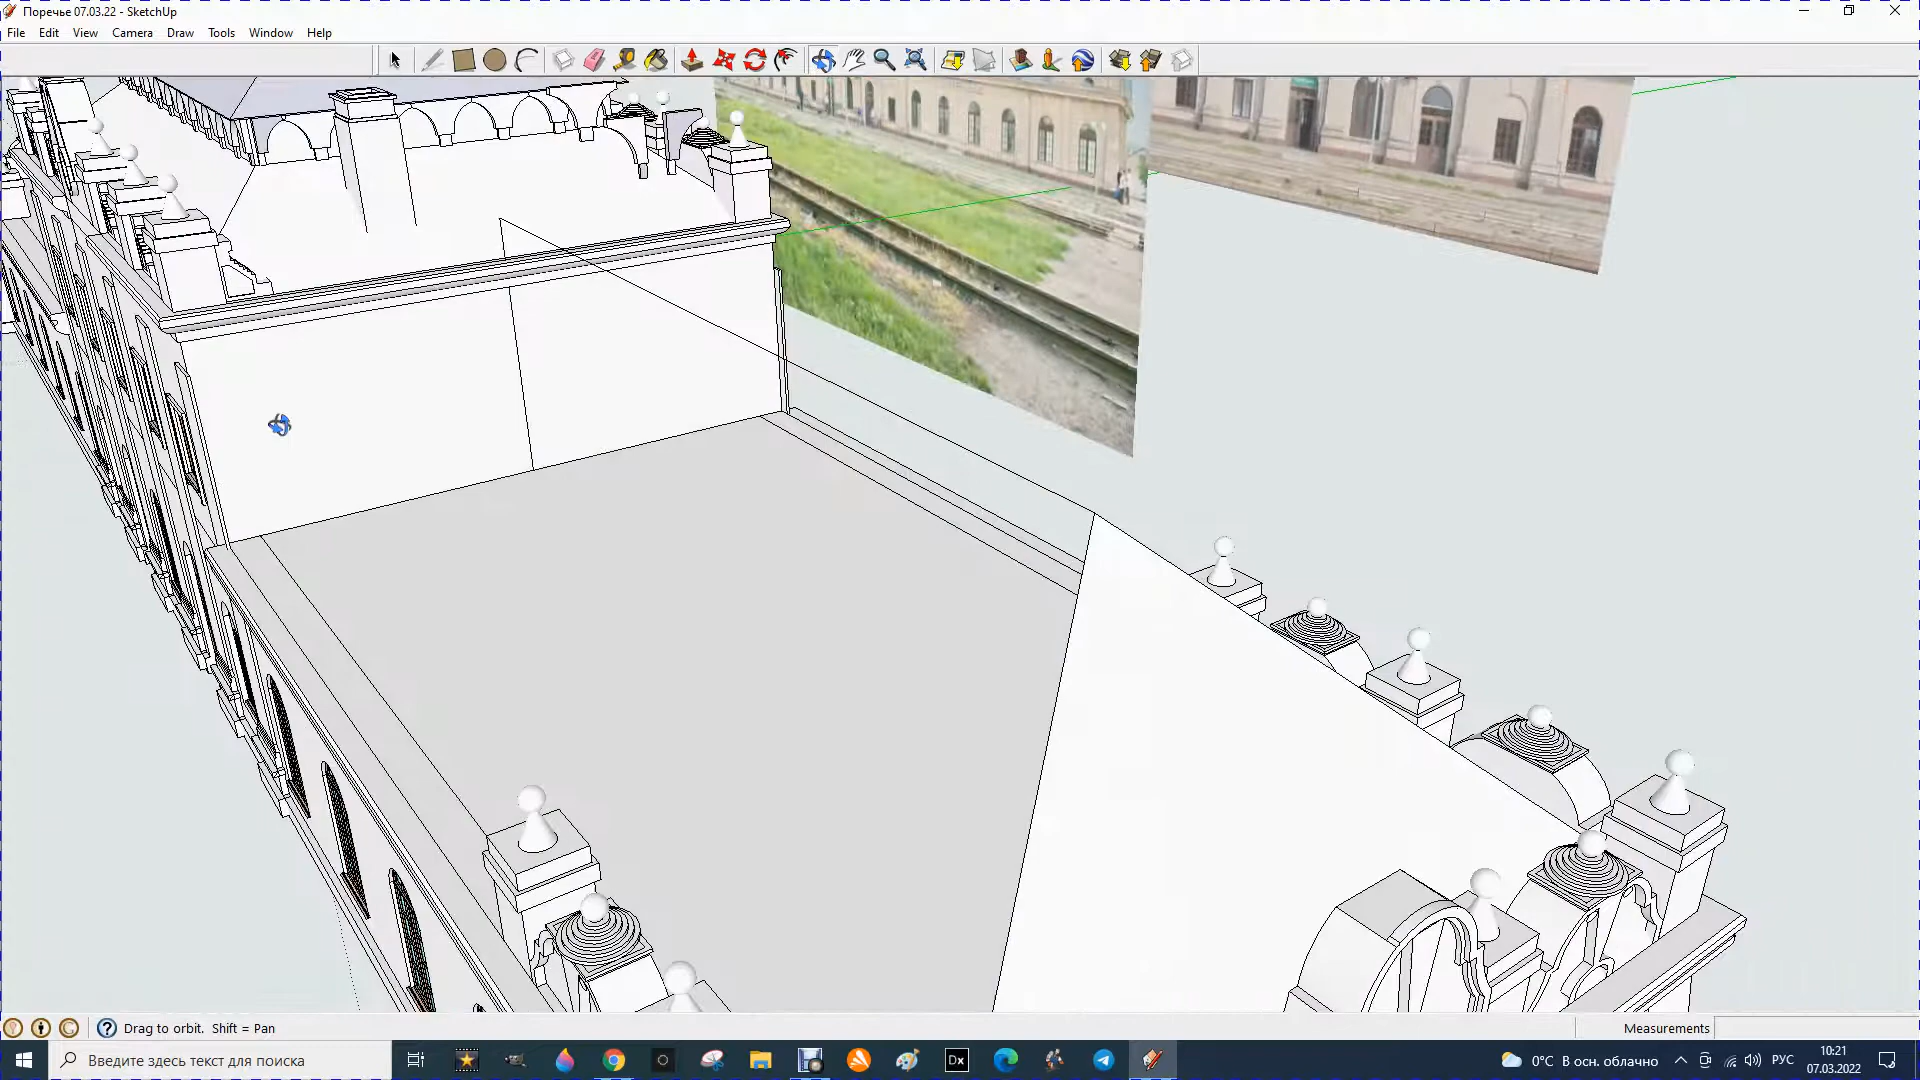 Поречье 07.03.22 - SketchUp
File Edit View Camera Draw Tools Window Help
Drag to orbit. Shift = Pan
Measurements
Введите здесь текст для поиска
Dx
0°C В осн. облачно
РУС
10:21
07.03.2022